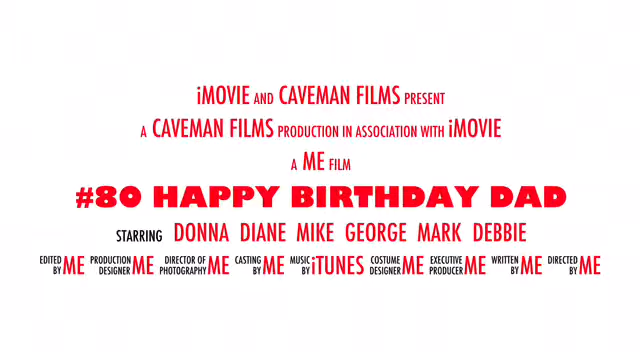 iMOVIE AND CAVEMAN FILMS PRESENT
A CAVEMAN FILMS PRODUCTION IN ASSOCIATION WITH iMOVIE
A ME FILM
#80 HAPPY BIRTHDAY DAD
STARRING DONNA DIANE MIKE GEORGE MARK DEBBIE
EDITED BY ME PRODUCTION DESIGNER ME DIRECTOR OF PHOTOGRAPHY ME CASTING BY ME MUSIC BY iTUNES COSTUME DESIGNER ME EXECUTIVE PRODUCER ME WRITTEN BY ME DIRECTED BY ME